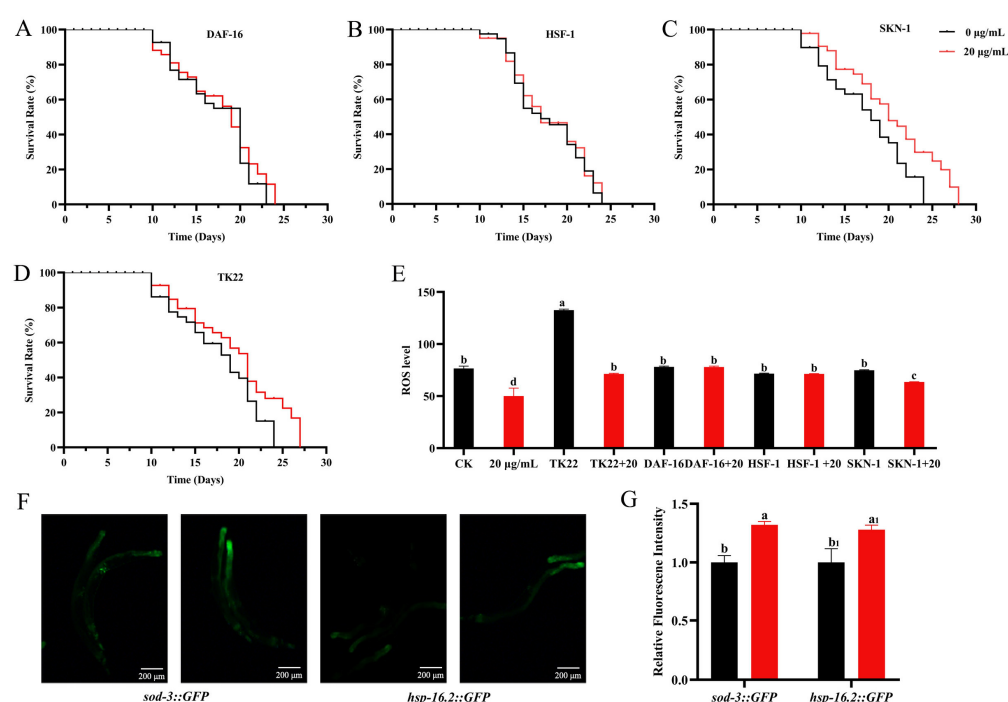 A
DAF-16
Survival Rate (%)
100
80
60
40
20
0
0 5 10 15 20 25 30
Time (Days)
B
HSF-1
Survival Rate (%)
100
80
60
40
20
0
0 5 10 15 20 25 30
Time (Days)
C
SKN-1
0 μg/mL
20 μg/mL
Survival Rate (%)
100
80
60
40
20
0
0 5 10 15 20 25 30
Time (Days)
D
TK22
Survival Rate (%)
100
80
60
40
20
0
0 5 10 15 20 25 30
Time (Days)
E
ROS level
150
100
50
0
b d a b b b b b b c
CK 20 μg/mL TK22 TK22+20 DAF-16 DAF-16+20 HSF-1 HSF-1 +20 SKN-1 SKN-1+20
F
200 μm 200 μm 200 μm 200 μm
sod-3::GFP hsp-16.2::GFP
G
Relative Fluorescene Intensity
1.5
1.0
0.5
0.0
b a b1 a1
sod-3::GFP hsp-16.2::GFP